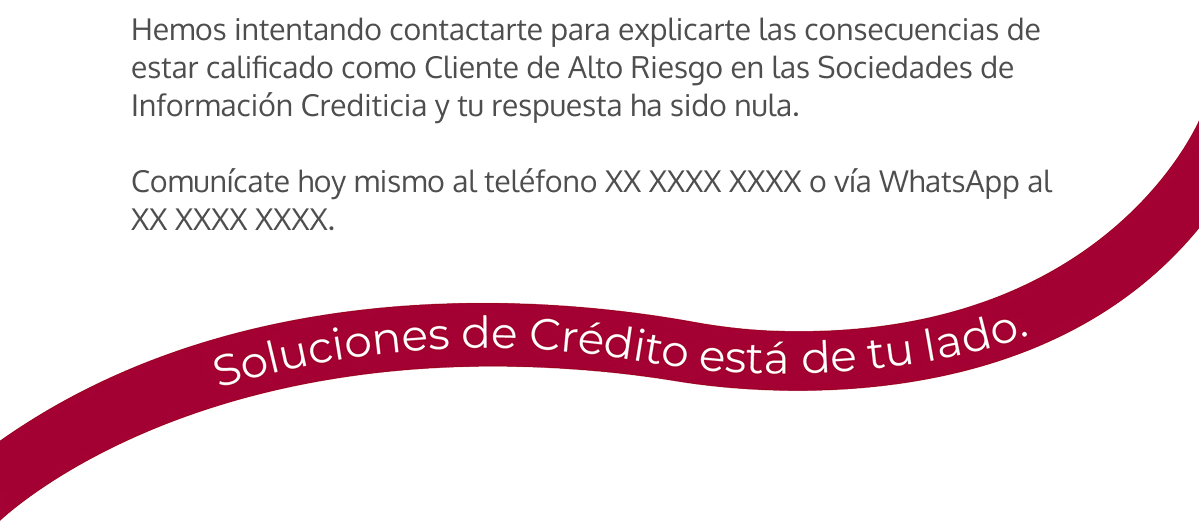 Hemos intentando contactarte para explicarte las consecuencias de
estar calificado como Cliente de Alto Riesgo en las Sociedades de
Información Crediticia y tu respuesta ha sido nula.
Comunícate hoy mismo al teléfono XX XXXX XXXX o vía WhatsApp al
XX XXXX XXXX.
Soluciones de Crédito está de tu lado.